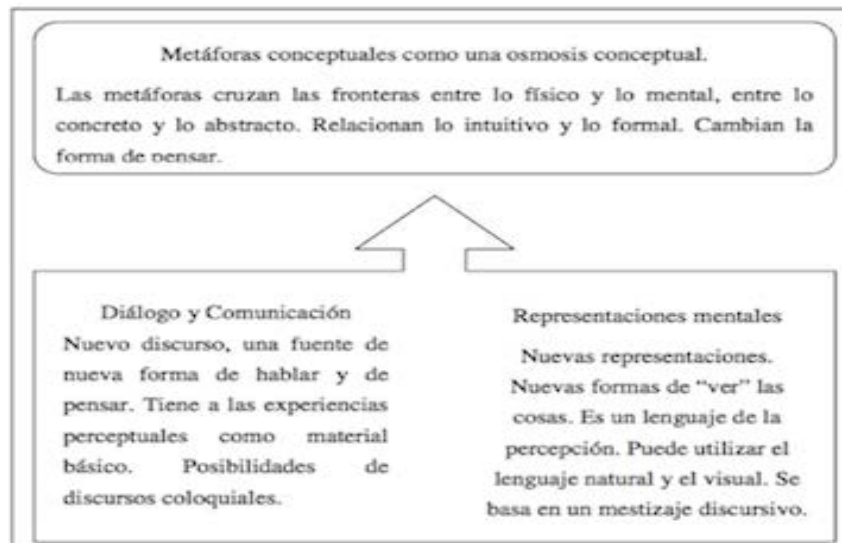 Metáforas conceptuales como una osmosis conceptual.
Las metáforas cruzan las fronteras entre lo físico y lo mental, entre lo
concreto y lo abstracto. Relacionan lo intuitivo y lo formal. Cambian la
forma de pensar.
Diálogo y Comunicación
Nuevo discurso, una fuente de
nueva forma de hablar y de
pensar. Tiene a las experiencias
perceptuales como material
básico. Posibilidades de
discursos coloquiales.
Representaciones mentales
Nuevas representaciones.
Nuevas formas de “ver” las
cosas. Es un lenguaje de la
percepción. Puede utilizar el
lenguaje natural y el visual. Se
basa en un mestizaje discursivo.